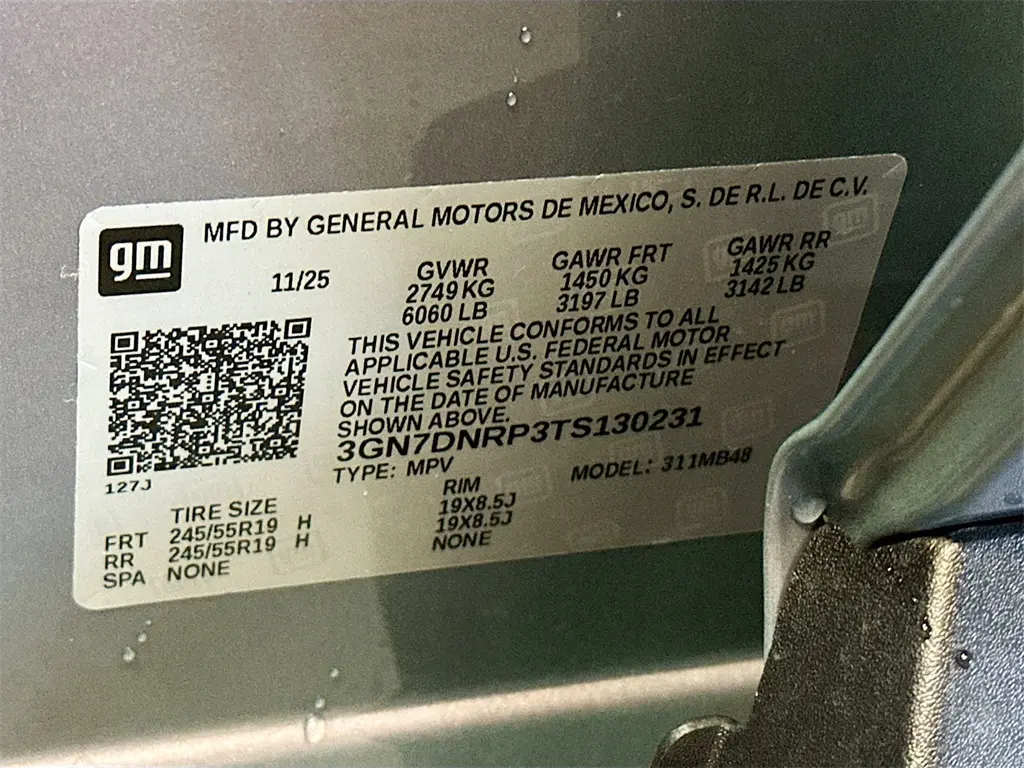 gm
MFD BY GENERAL MOTORS DE MEXICO, S. DE R.L. DE C.V.
11/25
GVWR
2749 KG
6060 LB
GAWR FRT
1450 KG
3197 LB
GAWR RR
1425 KG
3142 LB
THIS VEHICLE CONFORMS TO ALL
APPLICABLE U.S. FEDERAL MOTOR
VEHICLE SAFETY STANDARDS IN EFFECT
ON THE DATE OF MANUFACTURE
SHOWN ABOVE.
3GN7DNRP3TS130231
TYPE: MPV MODEL: 311MB48
127J
TIRE SIZE RIM
FRT 245/55R19 H 19X8.5J
RR 245/55R19 H 19X8.5J
SPA NONE NONE